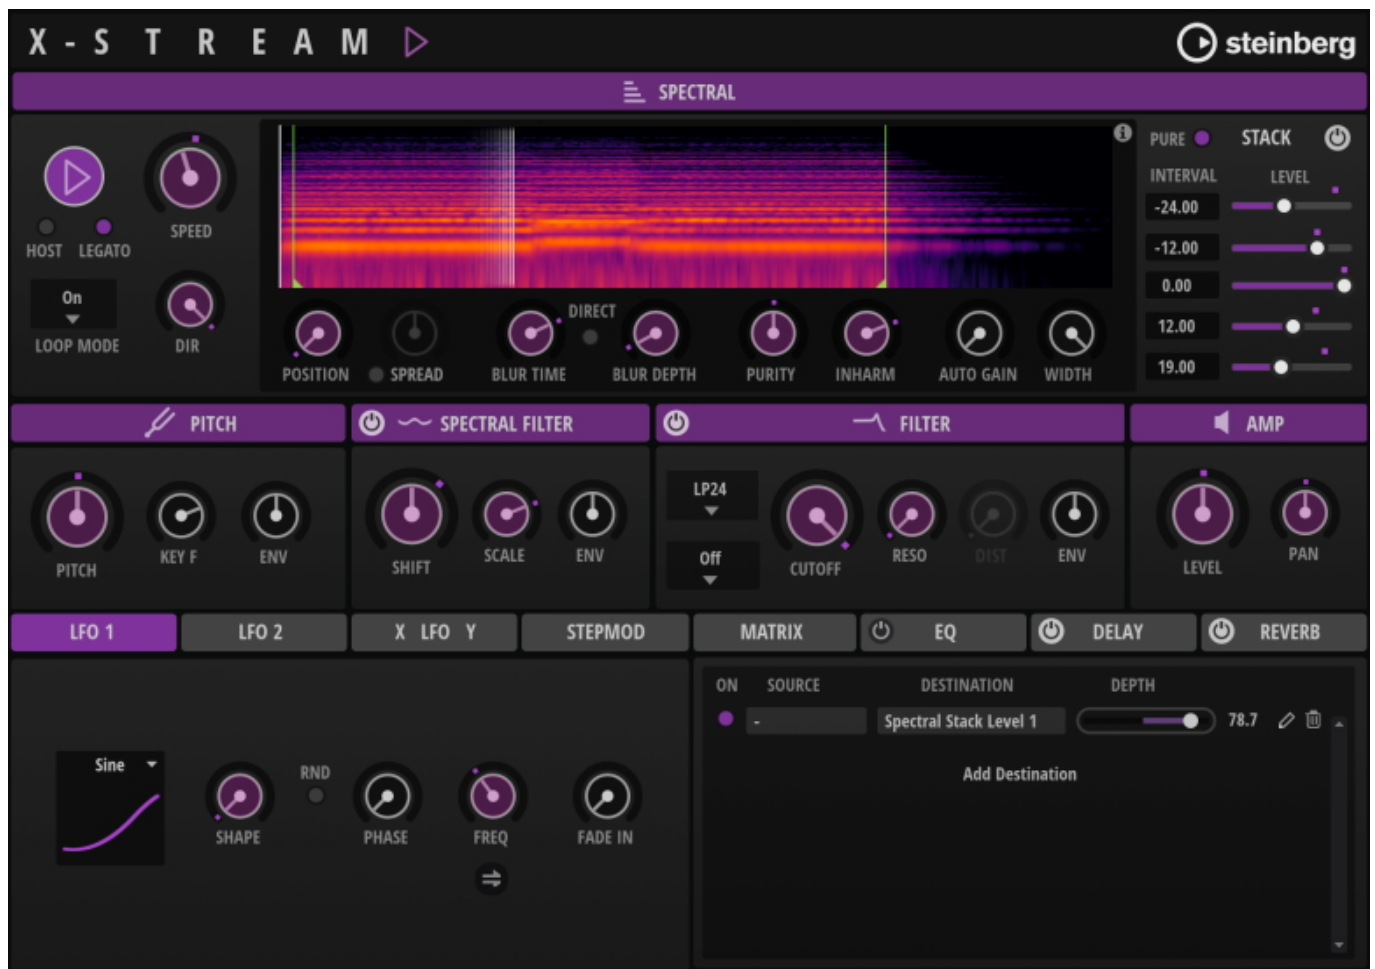 X-STREAM
steinberg
SPECTRAL
HOST LEGATO
SPEED
On
LOOP MODE
DIR
POSITION
SPREAD
BLUR TIME
DIRECT
BLUR DEPTH
PURITY
INHARM
AUTO GAIN
WIDTH
i
PURE STACK
INTERVAL LEVEL
-24.00
-12.00
0.00
12.00
19.00
PITCH
SPECTRAL FILTER
FILTER
AMP
PITCH
KEY F
ENV
SHIFT
SCALE
ENV
LP24
Off
CUTOFF
RESO
DIST
ENV
LEVEL
PAN
LFO 1
LFO 2
X LFO Y
STEPMOD
MATRIX
EQ
DELAY
REVERB
Sine
SHAPE
RND
PHASE
FREQ
FADE IN
ON SOURCE DESTINATION DEPTH
- Spectral Stack Level 1 78.7
Add Destination